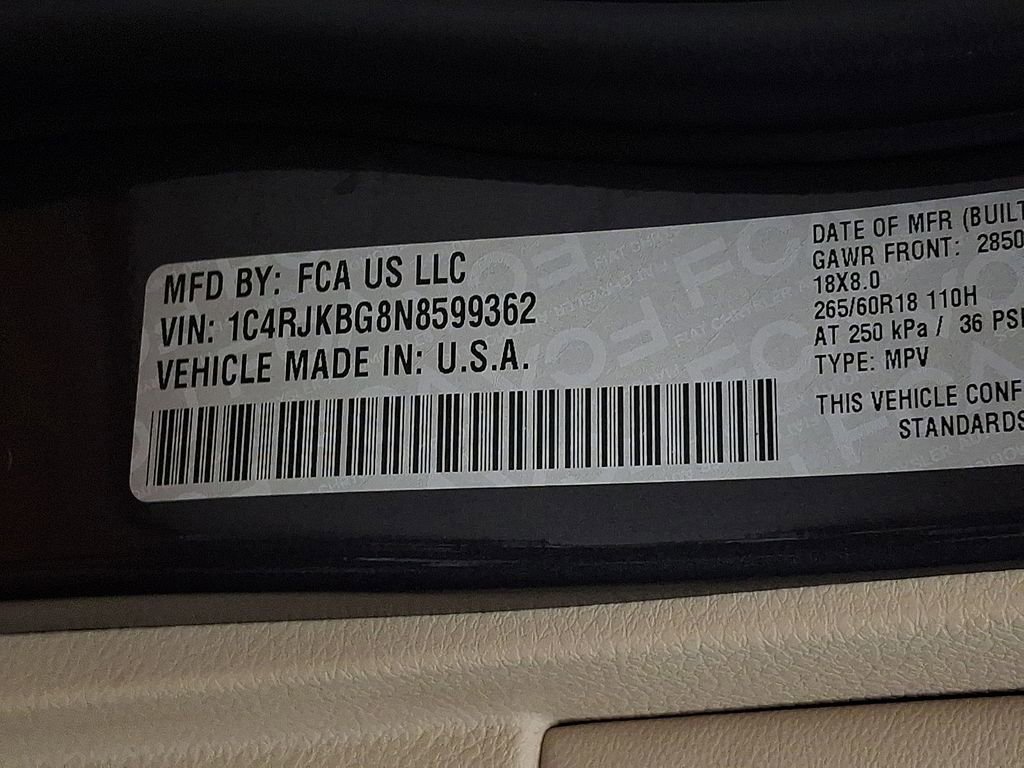 MFD BY: FCA US LLC
VIN: 1C4RJKBG8N8599362
VEHICLE MADE IN: U.S.A.
DATE OF MFR (BUILT
GAWR FRONT: 2850
18X8.0
265/60R18 110H
AT 250 kPa / 36 PSI
TYPE: MPV
THIS VEHICLE CONF
STANDARDS